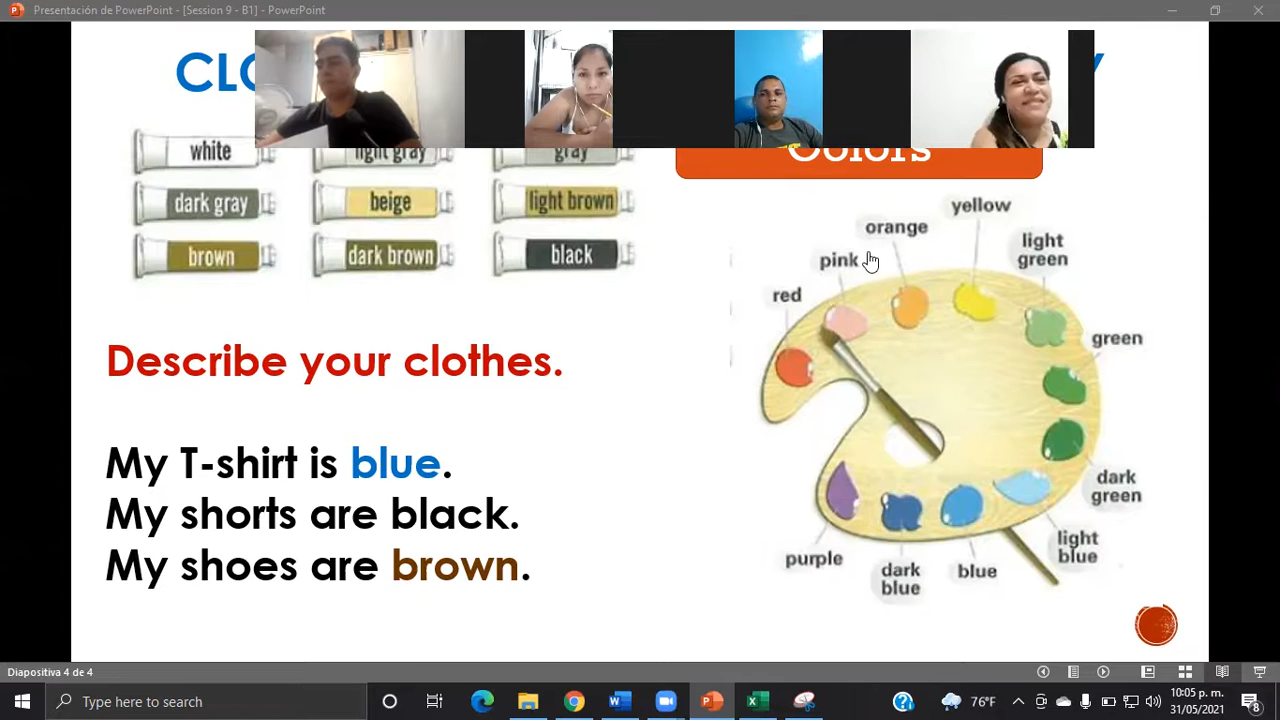 Presentación de PowerPoint - [Session 9 - B1] - PowerPoint
CLO
Colors
white light gray gray
dark gray beige light brown
brown dark brown black
yellow
orange
light
green
pink
red
green
dark
green
light
blue
purple
dark
blue
blue
Describe your clothes.
My T-shirt is blue.
My shorts are black.
My shoes are brown.
Diapositiva 4 de 4
Type here to search
76°F
10:05 p. m.
31/05/2021
8